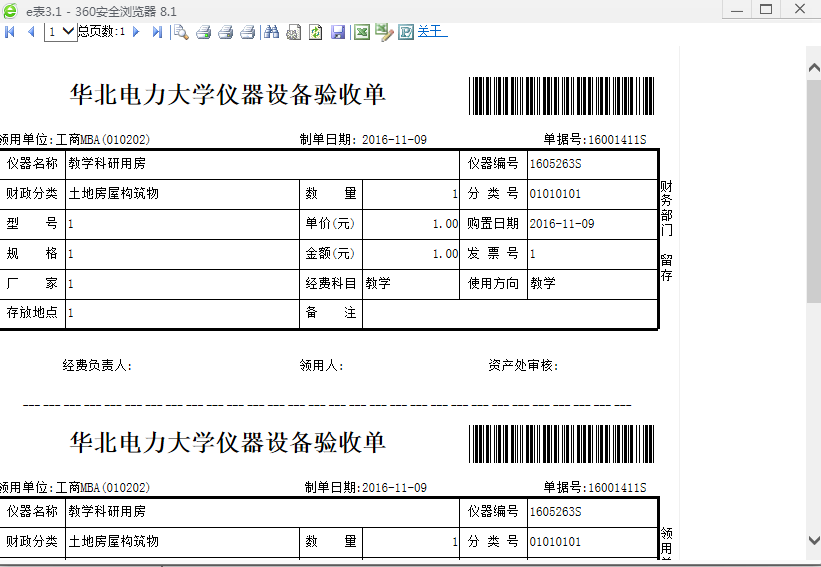 e表3.1 - 360安全浏览器 8.1
1 总页数:1 关于..
华北电力大学仪器设备验收单
领用单位:工商MBA(010202) 制单日期: 2016-11-09 单据号:16001411S
仪器名称 教学科研用房 仪器编号 1605263S
财政分类 土地房屋构筑物 数 量 1 分 类 号 01010101
型 号 1 单价(元) 1.00 购置日期 2016-11-09
规 格 1 金额(元) 1.00 发 票 号 1
厂 家 1 经费科目 教学 使用方向 教学
存放地点 1 备 注
财务部门 留存
经费负责人: 领用人: 资产处审核:
华北电力大学仪器设备验收单
领用单位:工商MBA(010202) 制单日期:2016-11-09 单据号:16001411S
仪器名称 教学科研用房 仪器编号 1605263S
财政分类 土地房屋构筑物 数 量 1 分 类 号 01010101
领用